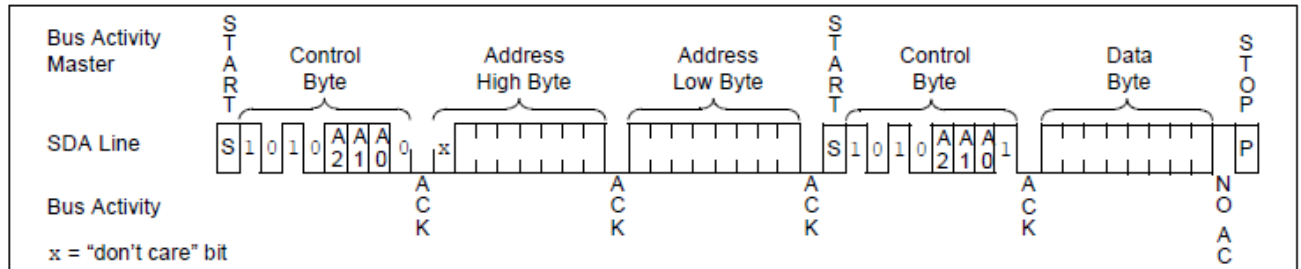 Bus Activity
Master
START
Control
Byte
Address
High Byte
Address
Low Byte
START
Control
Byte
Data
Byte
STOP
SDA Line
S 1 0 1 0 A2 A1 A0 0 x S 1 0 1 0 A2 A1 A0 1 P
Bus Activity
ACK
ACK
ACK
ACK
NO AC
x = “don’t care” bit